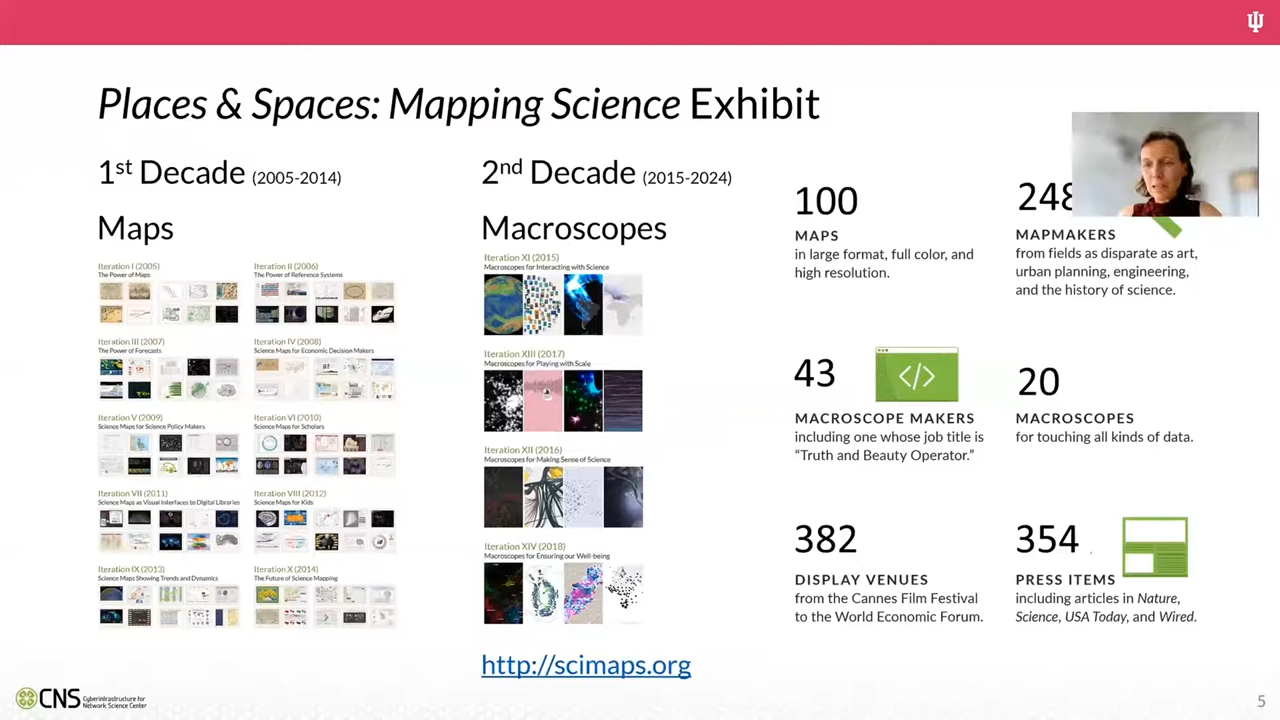 Places & Spaces: Mapping Science Exhibit
1st Decade (2005-2014)
Maps
Iteration I (2005)
The Power of Maps
Iteration II (2006)
The Power of Reference Systems
Iteration III (2007)
The Power of Forecasts
Iteration IV (2008)
Science Maps for Economic Decision Makers
Iteration V (2009)
Science Maps for Science Policy Makers
Iteration VI (2010)
Science Maps for Scholars
Iteration VII (2011)
Science Maps as Visual Interfaces to Digital Libraries
Iteration VIII (2012)
Science Maps for Kids
Iteration IX (2013)
Science Maps Showing Trends and Dynamics
Iteration X (2014)
The Future of Science Mapping
2nd Decade (2015-2024)
Macroscopes
Iteration XI (2015)
Macroscopes for Interacting with Science
Iteration XIII (2017)
Macroscopes for Playing with Scale
Iteration XII (2016)
Macroscopes for Making Sense of Science
Iteration XIV (2018)
Macroscopes for Ensuring our Well-being
http://scimaps.org
100
MAPS
in large format, full color, and
high resolution.
248
MAPMAKERS
from fields as disparate as art,
urban planning, engineering,
and the history of science.
43
</>
MACROSCOPE MAKERS
including one whose job title is
“Truth and Beauty Operator.”
20
MACROSCOPES
for touching all kinds of data.
382
DISPLAY VENUES
from the Cannes Film Festival
to the World Economic Forum.
354
PRESS ITEMS
including articles in Nature,
Science, USA Today, and Wired.
CNS Cyberinfrastructure for
Network Science Center
5